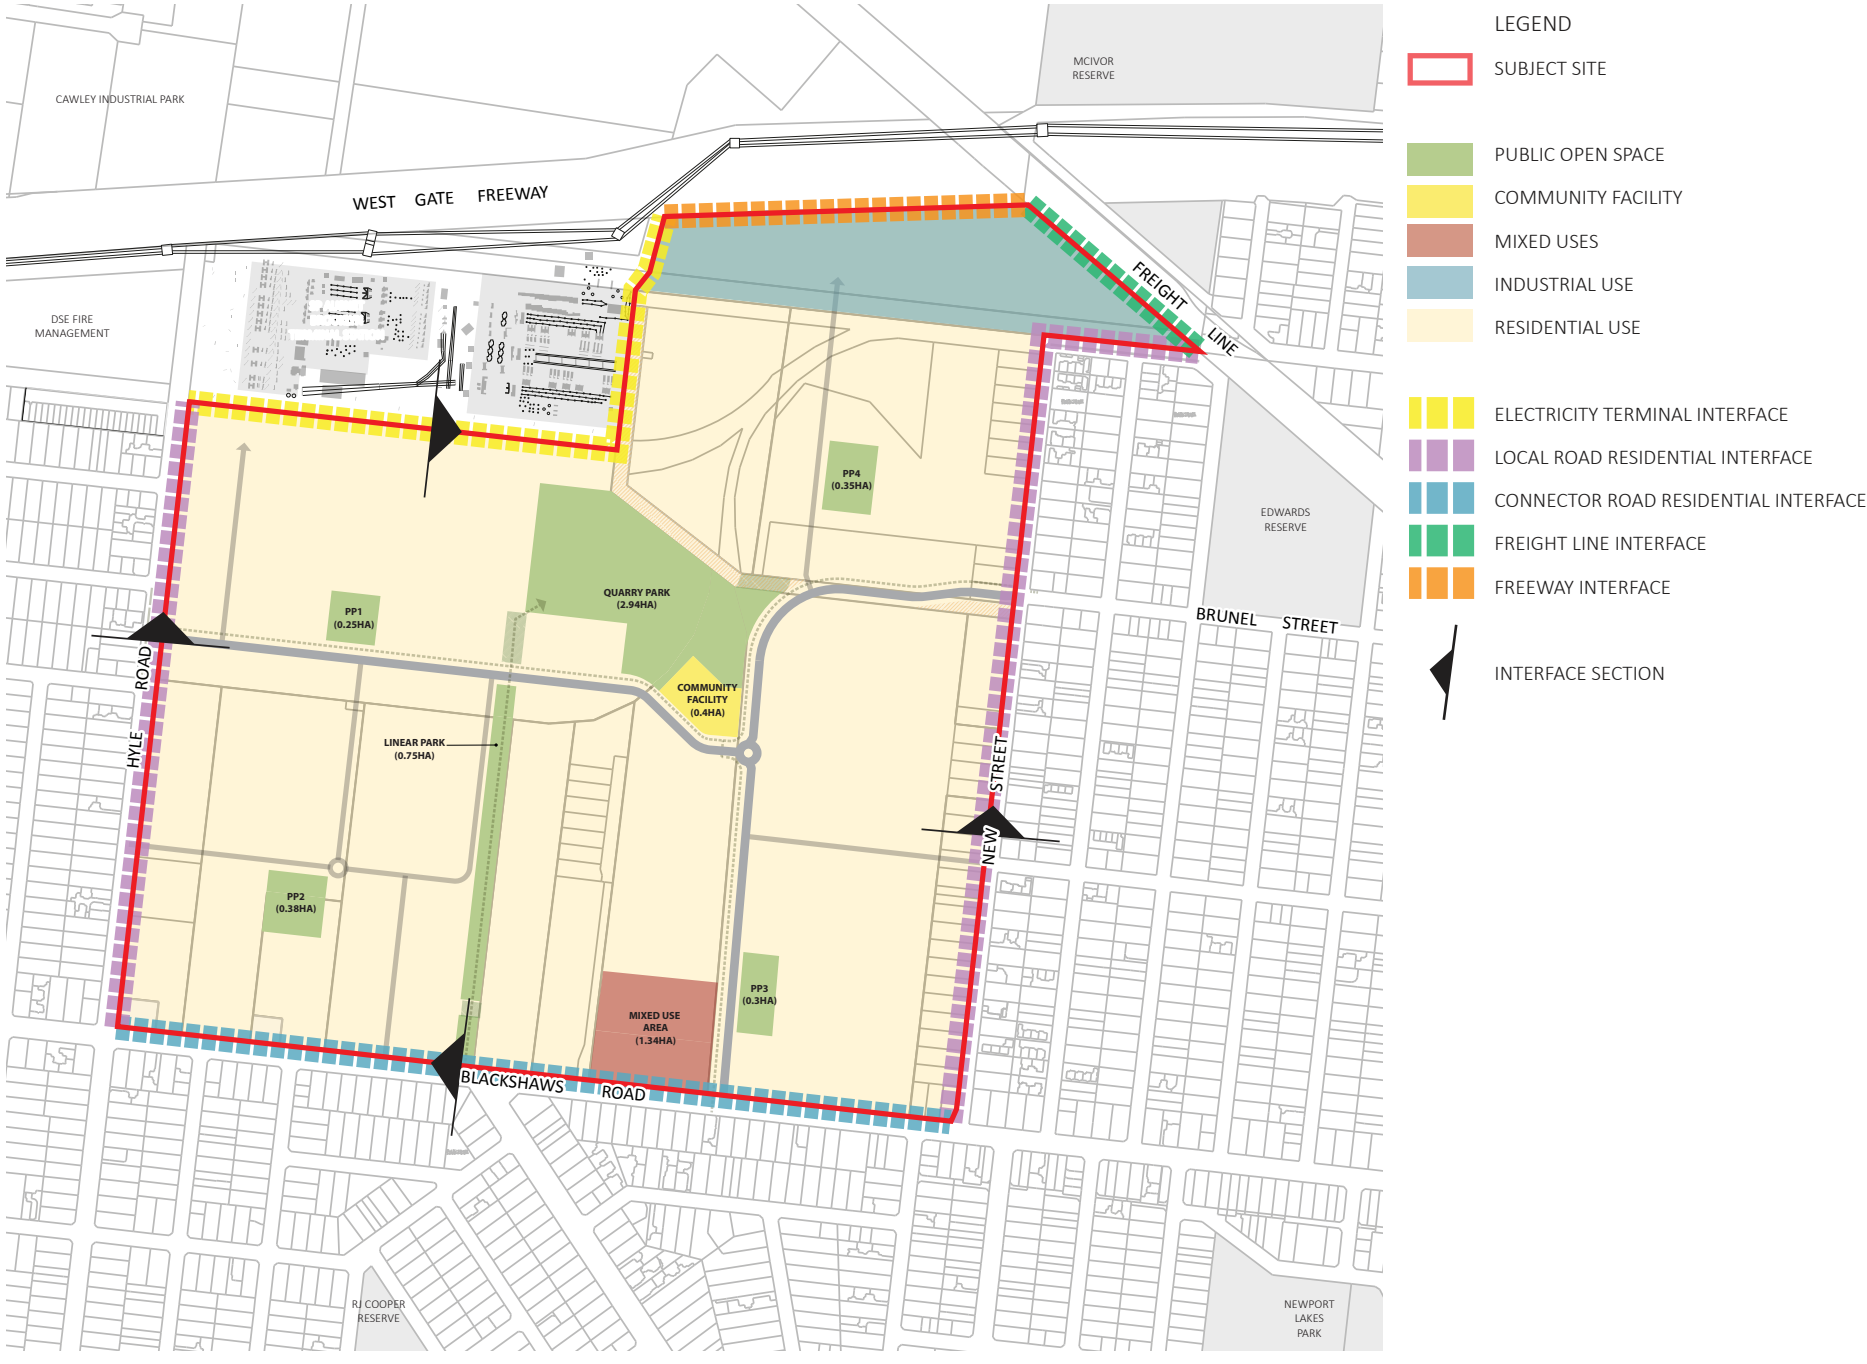 LEGEND
SUBJECT SITE
PUBLIC OPEN SPACE
COMMUNITY FACILITY
MIXED USES
INDUSTRIAL USE
RESIDENTIAL USE
ELECTRICITY TERMINAL INTERFACE
LOCAL ROAD RESIDENTIAL INTERFACE
CONNECTOR ROAD RESIDENTIAL INTERFACE
FREIGHT LINE INTERFACE
FREEWAY INTERFACE
INTERFACE SECTION
MCIVOR
RESERVE
CAWLEY INDUSTRIAL PARK
WEST GATE FREEWAY
FREIGHT LINE
DSE FIRE
MANAGEMENT
PP4
(0.35HA)
EDWARDS
RESERVE
QUARRY PARK
(2.94HA)
PP1
(0.25HA)
BRUNEL STREET
HYLE ROAD
COMMUNITY
FACILITY
(0.4HA)
LINEAR PARK
(0.75HA)
NEW STREET
PP2
(0.38HA)
PP3
(0.3HA)
MIXED USE
AREA
(1.34HA)
BLACKSHAWS ROAD
RJ COOPER
RESERVE
NEWPORT
LAKES
PARK